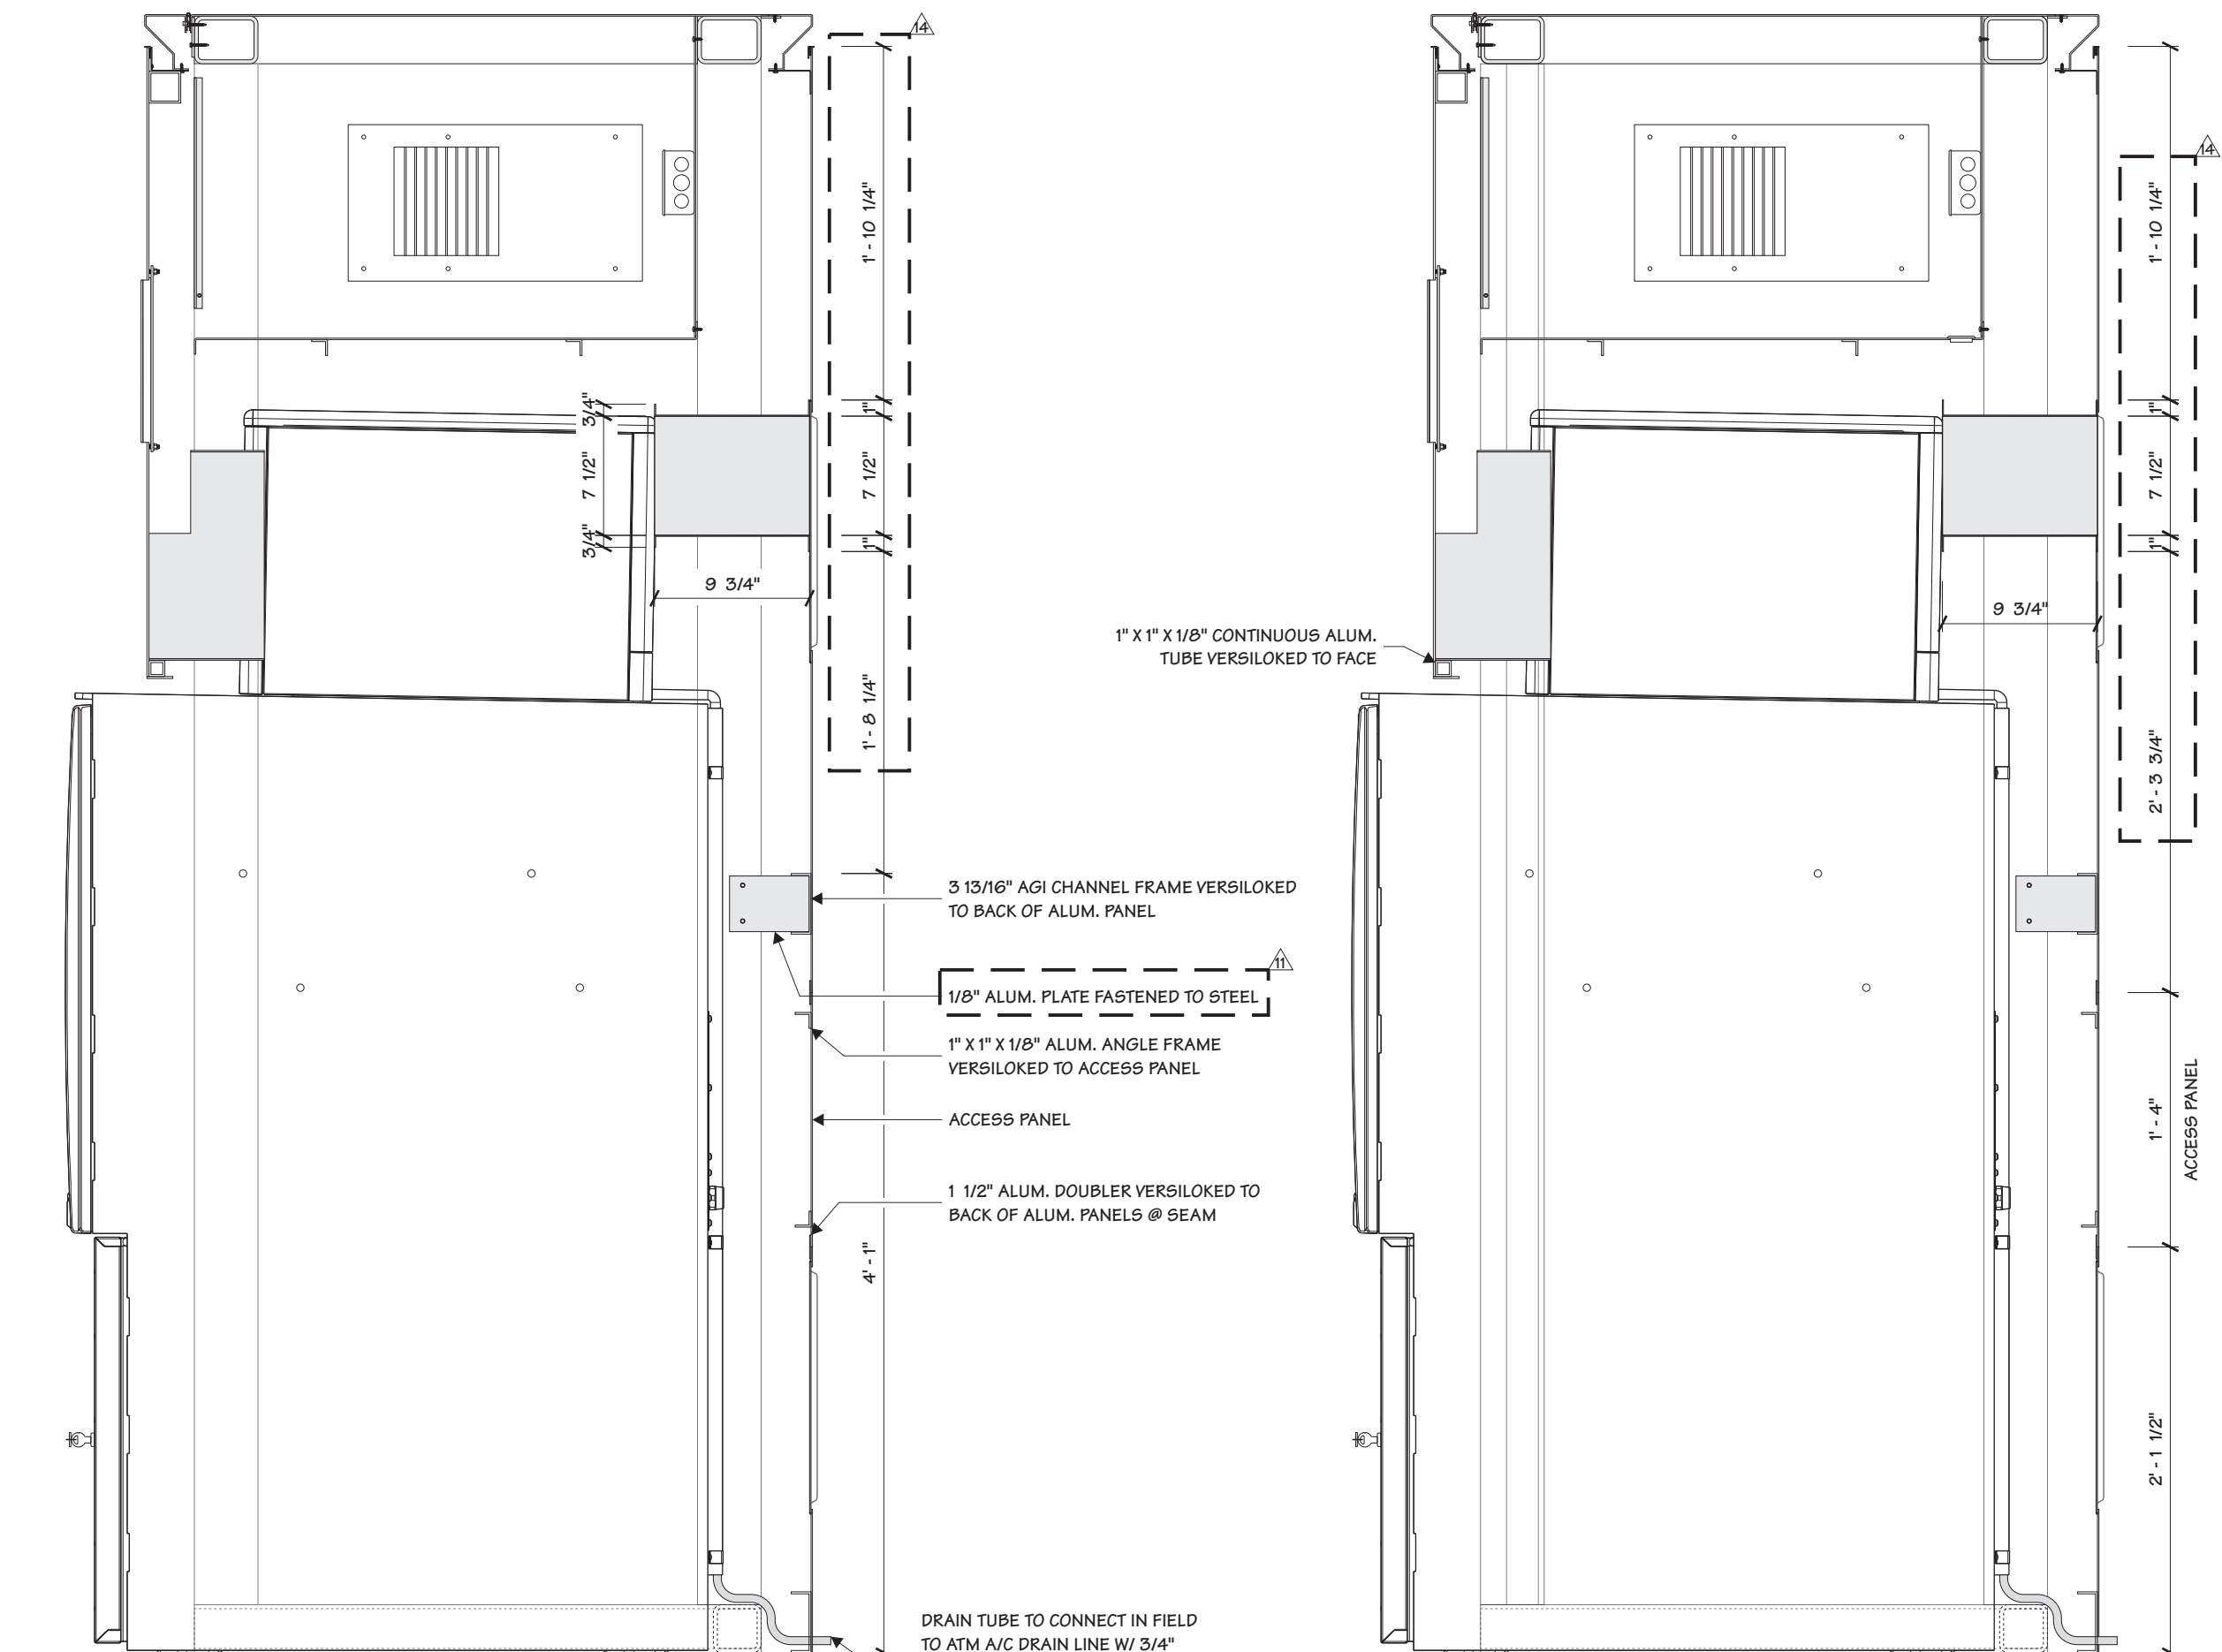 14
1' - 10 1/4"
3/4"
1"
7 1/2"
7 1/2"
3/4"
1"
9 3/4"
1' - 8 1/4"
3 13/16" AGI CHANNEL FRAME VERSILOKED
TO BACK OF ALUM. PANEL
11
1/8" ALUM. PLATE FASTENED TO STEEL
1" X 1" X 1/8" ALUM. ANGLE FRAME
VERSILOKED TO ACCESS PANEL
ACCESS PANEL
1 1/2" ALUM. DOUBLER VERSILOKED TO
BACK OF ALUM. PANELS @ SEAM
4' - 1"
DRAIN TUBE TO CONNECT IN FIELD
TO ATM A/C DRAIN LINE W/ 3/4"
14
1' - 10 1/4"
1"
7 1/2"
1"
9 3/4"
1" X 1" X 1/8" CONTINUOUS ALUM.
TUBE VERSILOKED TO FACE
2' - 3 3/4"
1' - 4"
ACCESS PANEL
2' - 1 1/2"